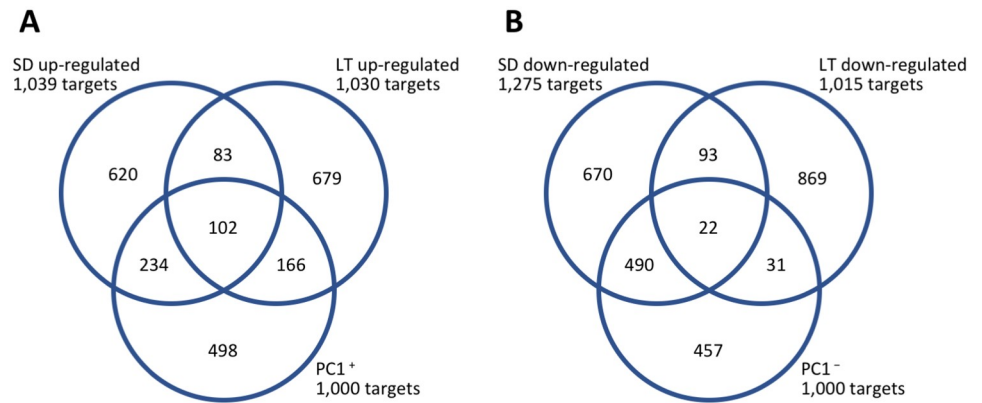 A
B
SD up-regulated
1,039 targets
LT up-regulated
1,030 targets
SD down-regulated
1,275 targets
LT down-regulated
1,015 targets
83
620
679
102
234
166
498
PC1 +
1,000 targets
93
670
869
22
490
31
457
PC1 –
1,000 targets